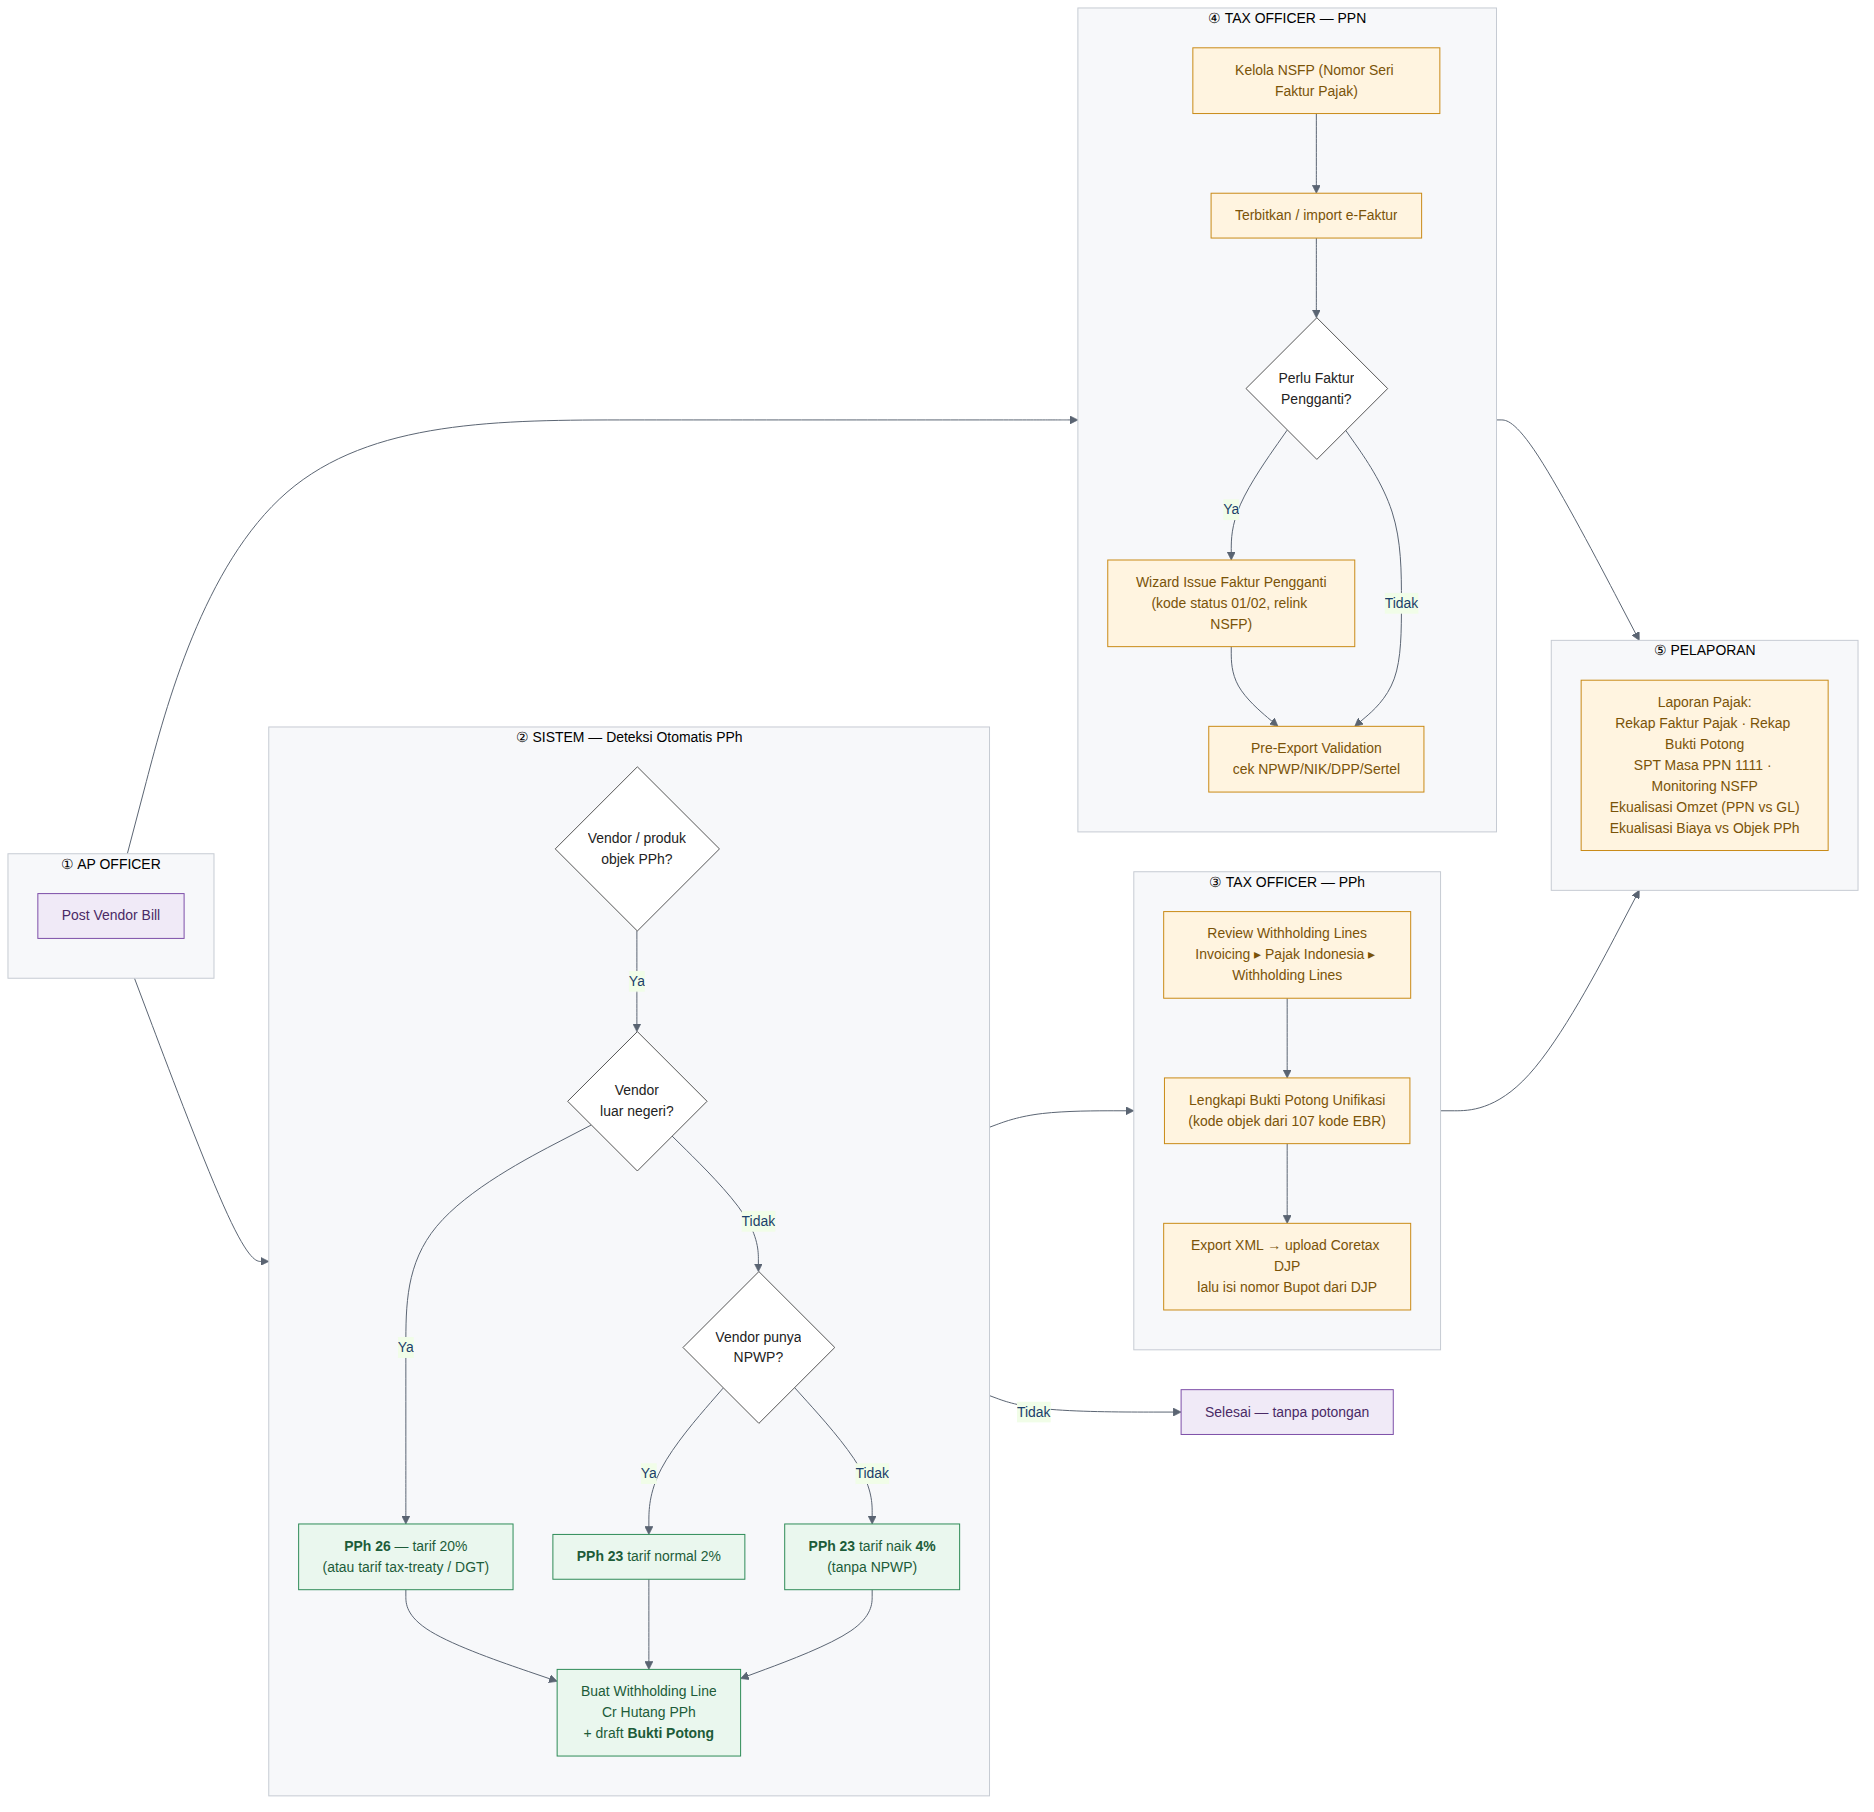 ① AP OFFICER
Post Vendor Bill
② SISTEM — Deteksi Otomatis PPh
Vendor / produk
objek PPh?
Ya
Vendor
luar negeri?
Ya
Tidak
Vendor punya
NPWP?
Ya
Tidak
PPh 26 — tarif 20%
(atau tarif tax-treaty / DGT)
PPh 23 tarif normal 2%
PPh 23 tarif naik 4%
(tanpa NPWP)
Buat Withholding Line
Cr Hutang PPh
+ draft Bukti Potong
Tidak
Selesai — tanpa potongan
③ TAX OFFICER — PPh
Review Withholding Lines
Invoicing ▸ Pajak Indonesia ▸
Withholding Lines
Lengkapi Bukti Potong Unifikasi
(kode objek dari 107 kode EBR)
Export XML → upload Coretax
DJP
lalu isi nomor Bupot dari DJP
④ TAX OFFICER — PPN
Kelola NSFP (Nomor Seri
Faktur Pajak)
Terbitkan / import e-Faktur
Perlu Faktur
Pengganti?
Ya
Tidak
Wizard Issue Faktur Pengganti
(kode status 01/02, relink
NSFP)
Pre-Export Validation
cek NPWP/NIK/DPP/Sertel
⑤ PELAPORAN
Laporan Pajak:
Rekap Faktur Pajak · Rekap
Bukti Potong
SPT Masa PPN 1111 ·
Monitoring NSFP
Ekualisasi Omzet (PPN vs GL)
Ekualisasi Biaya vs Objek PPh